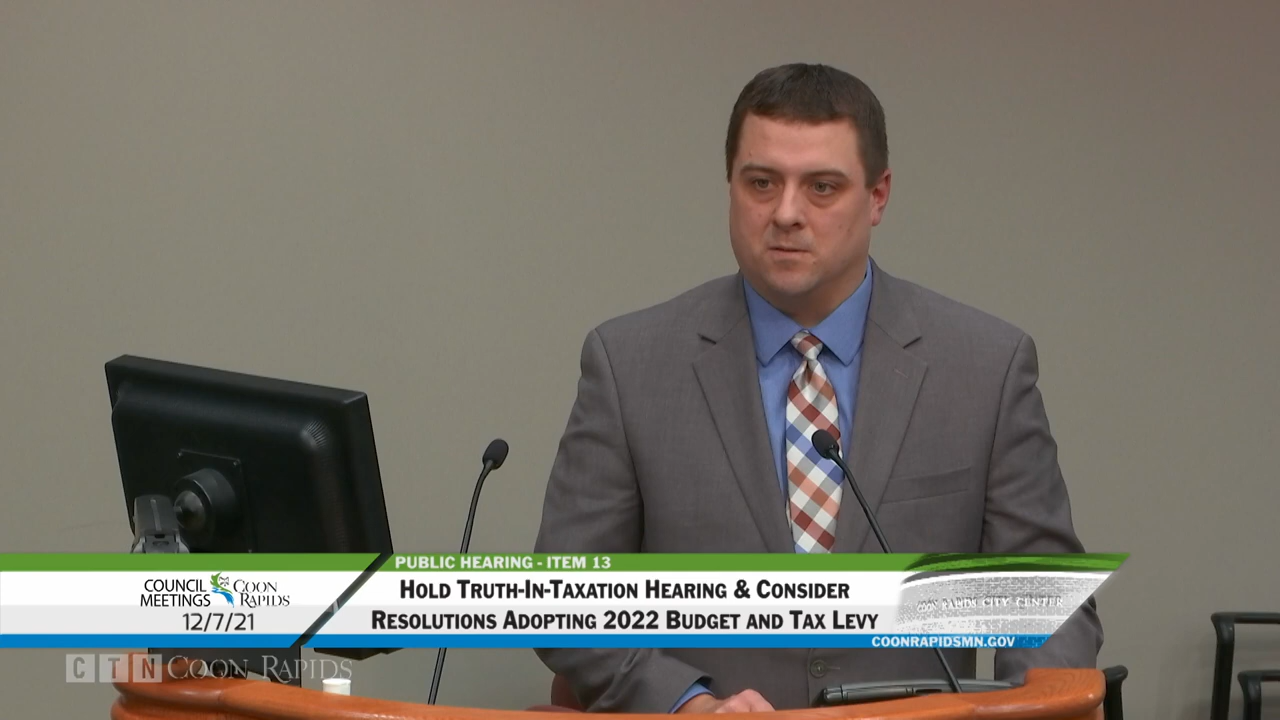 PUBLIC HEARING - ITEM 13
HOLD TRUTH-IN-TAXATION HEARING & CONSIDER
RESOLUTIONS ADOPTING 2022 BUDGET AND TAX LEVY
COUNCIL MEETINGS
COON RAPIDS
12/7/21
COON RAPIDS CITY CENTER
COONRAPIDSMN.GOV
CTN COON RAPIDS